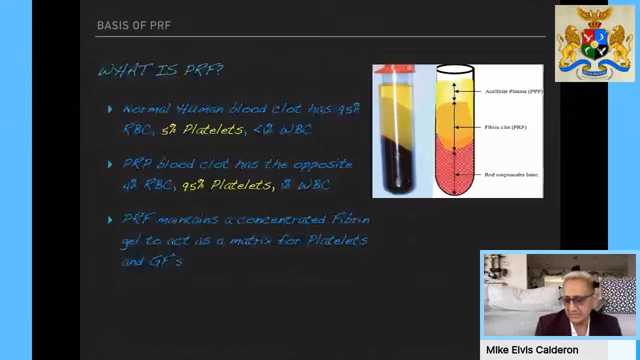 BASIS OF PRF
WHAT IS PRF?
Normal Human blood clot has 95%
RBC, 5% Platelets, <1% WBC
PRP blood clot has the opposite
4% RBC, 95% Platelets, 1% WBC
PRF maintains a concentrated Fibrin
gel to act as a matrix for Platelets
and GF's
Acellular Plasma (PPP)
Fibrin clot (PRF)
Red corpuscules base
Mike Elvis Calderon